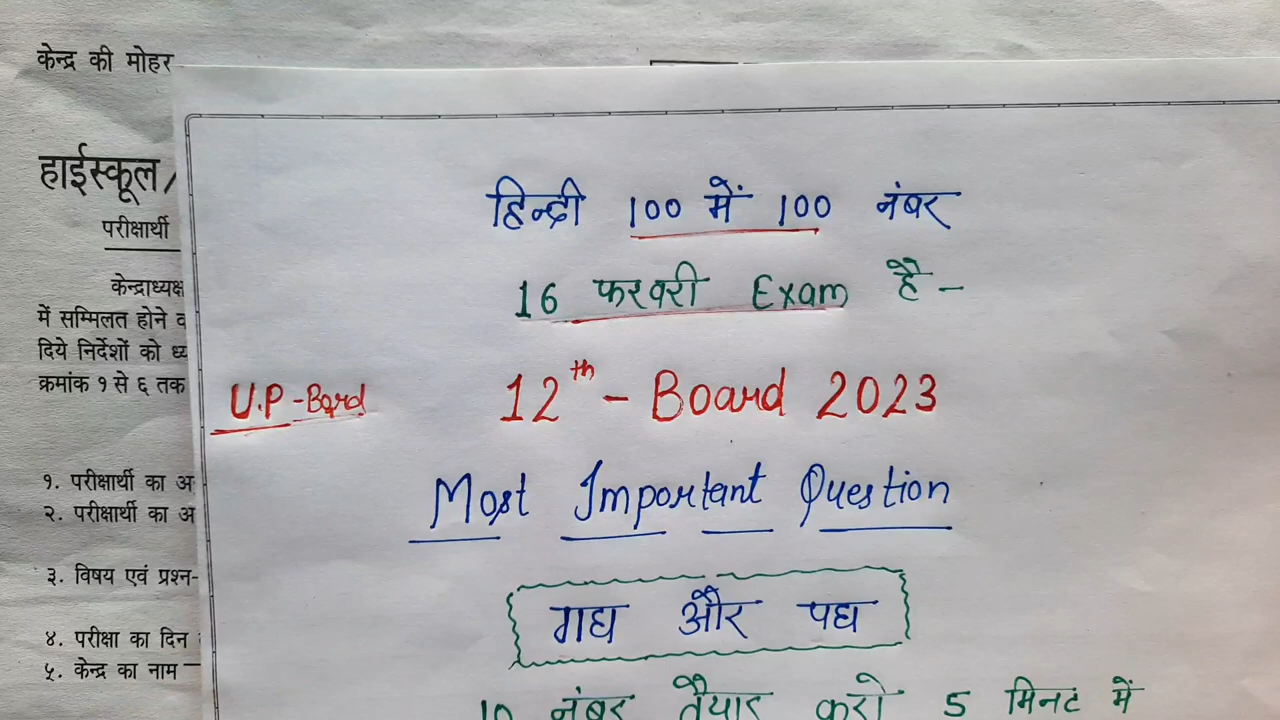 केन्द्र की मोहर
हाईस्कूल/
परीक्षार्थी
केन्द्राध्यक्ष
में सम्मिलत होने व
दिये निर्देशों को ध्य
क्रमांक १ से ६ तक
१. परीक्षार्थी का अ
२. परीक्षार्थी का अ
३. विषय एवं प्रश्न-
४. परीक्षा का दिन
५. केन्द्र का नाम
हिन्दी 100 में 100 नंबर
16 फरवरी Exam है -
U.P-Board
12th - Board 2023
Most Important Question
गद्य और पद्य
10 नंबर तैयार करो 5 मिनट में